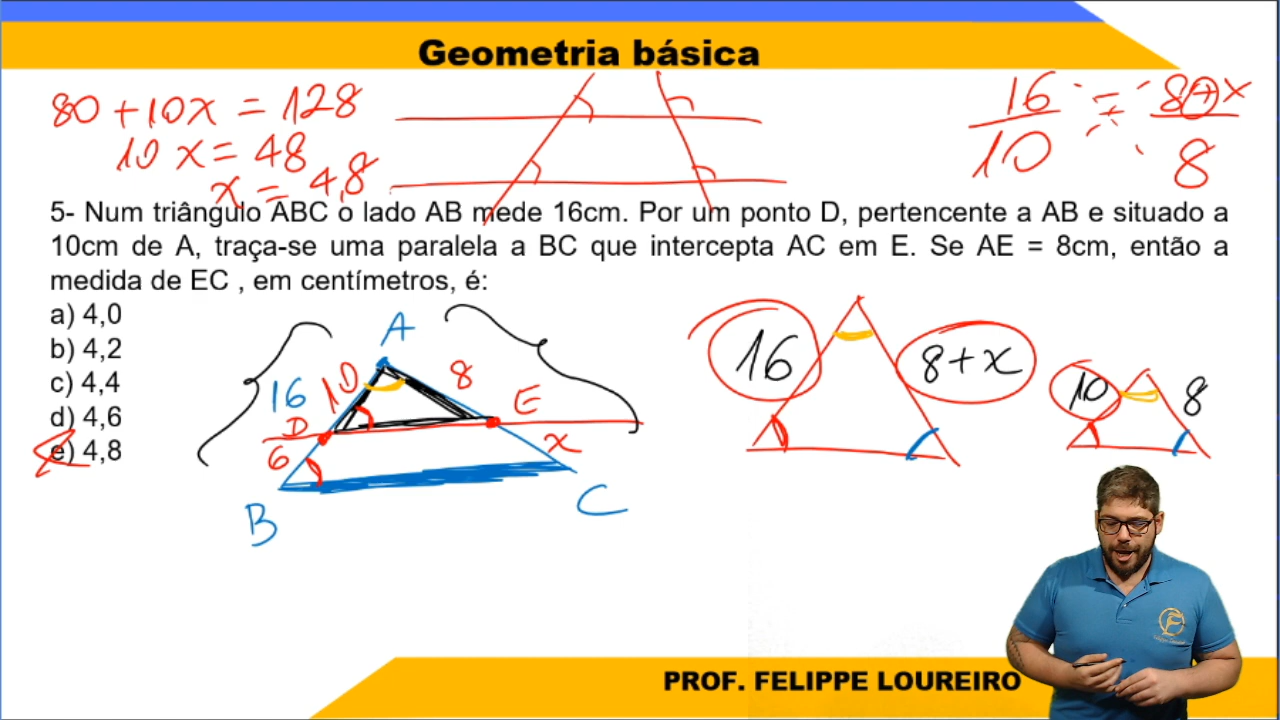 Geometria básica
80 + 10x = 128
10 x = 48
x = 4,8
16 = 8+x
10 8
5- Num triângulo ABC o lado AB mede 16cm. Por um ponto D, pertencente a AB e situado a
10cm de A, traça-se uma paralela a BC que intercepta AC em E. Se AE = 8cm, então a
medida de EC , em centímetros, é:
a) 4,0
b) 4,2
c) 4,4
d) 4,6
e) 4,8
A
16 10 8
D E
6 x
B C
16 8+x
10 8
PROF. FELIPPE LOUREIRO